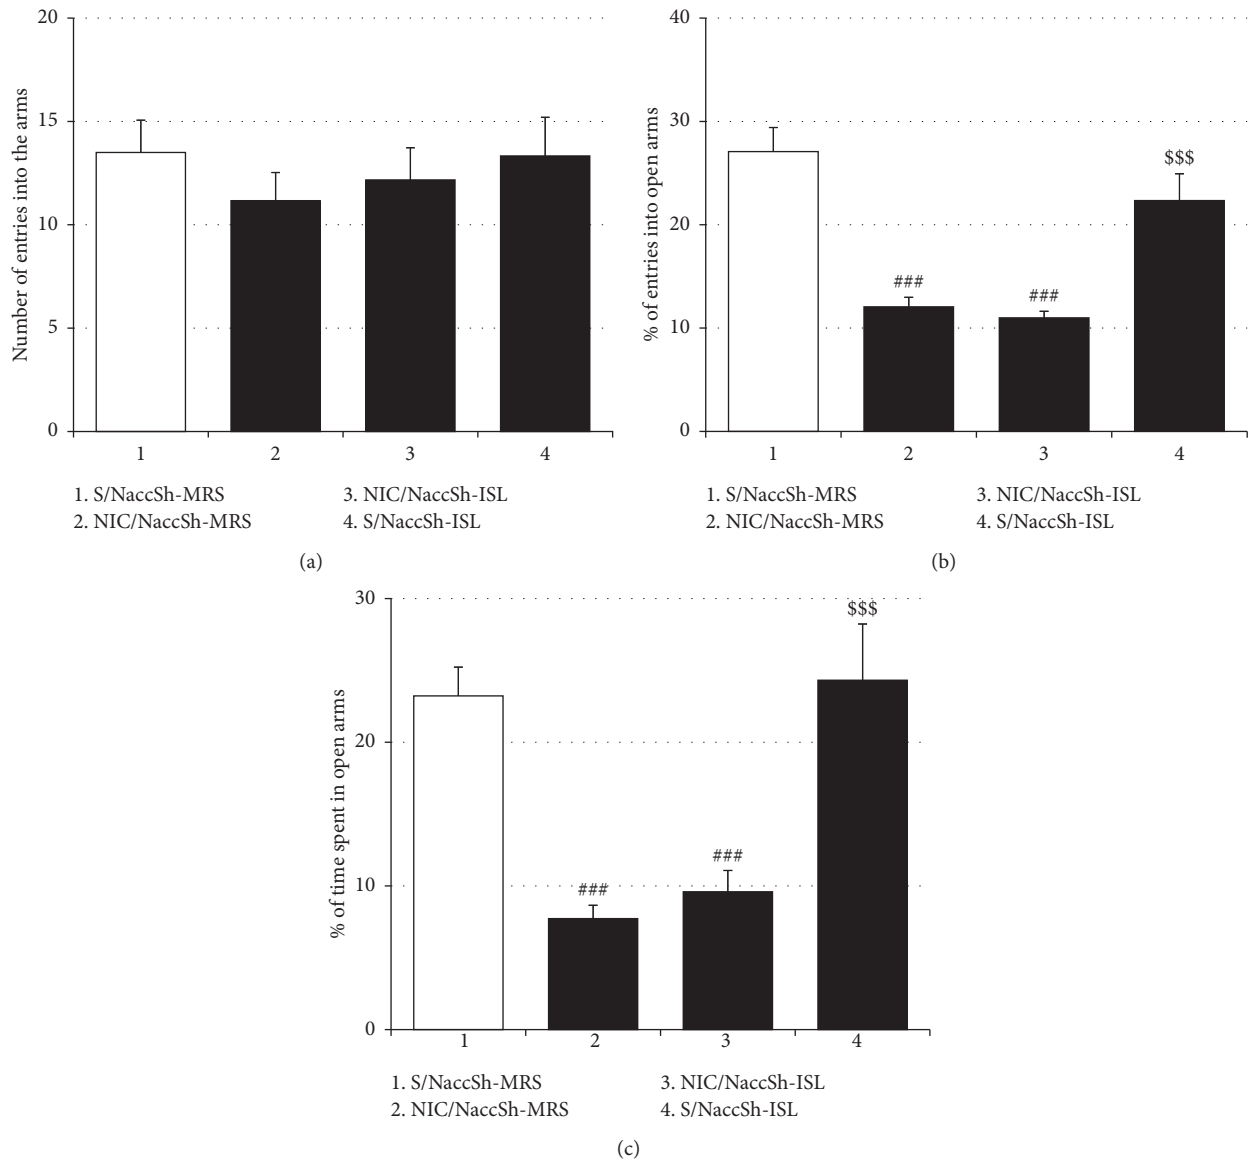 Number of entries into the arms
20
15
10
5
0
1 2 3 4
1. S/NaccSh-MRS
2. NIC/NaccSh-MRS
3. NIC/NaccSh-ISL
4. S/NaccSh-ISL
(a)
% of entries into open arms
40
30
20
10
0
###
###
$$$
1 2 3 4
1. S/NaccSh-MRS
2. NIC/NaccSh-MRS
3. NIC/NaccSh-ISL
4. S/NaccSh-ISL
(b)
% of time spent in open arms
30
20
10
0
###
###
$$$
1 2 3 4
1. S/NaccSh-MRS
2. NIC/NaccSh-MRS
3. NIC/NaccSh-ISL
4. S/NaccSh-ISL
(c)